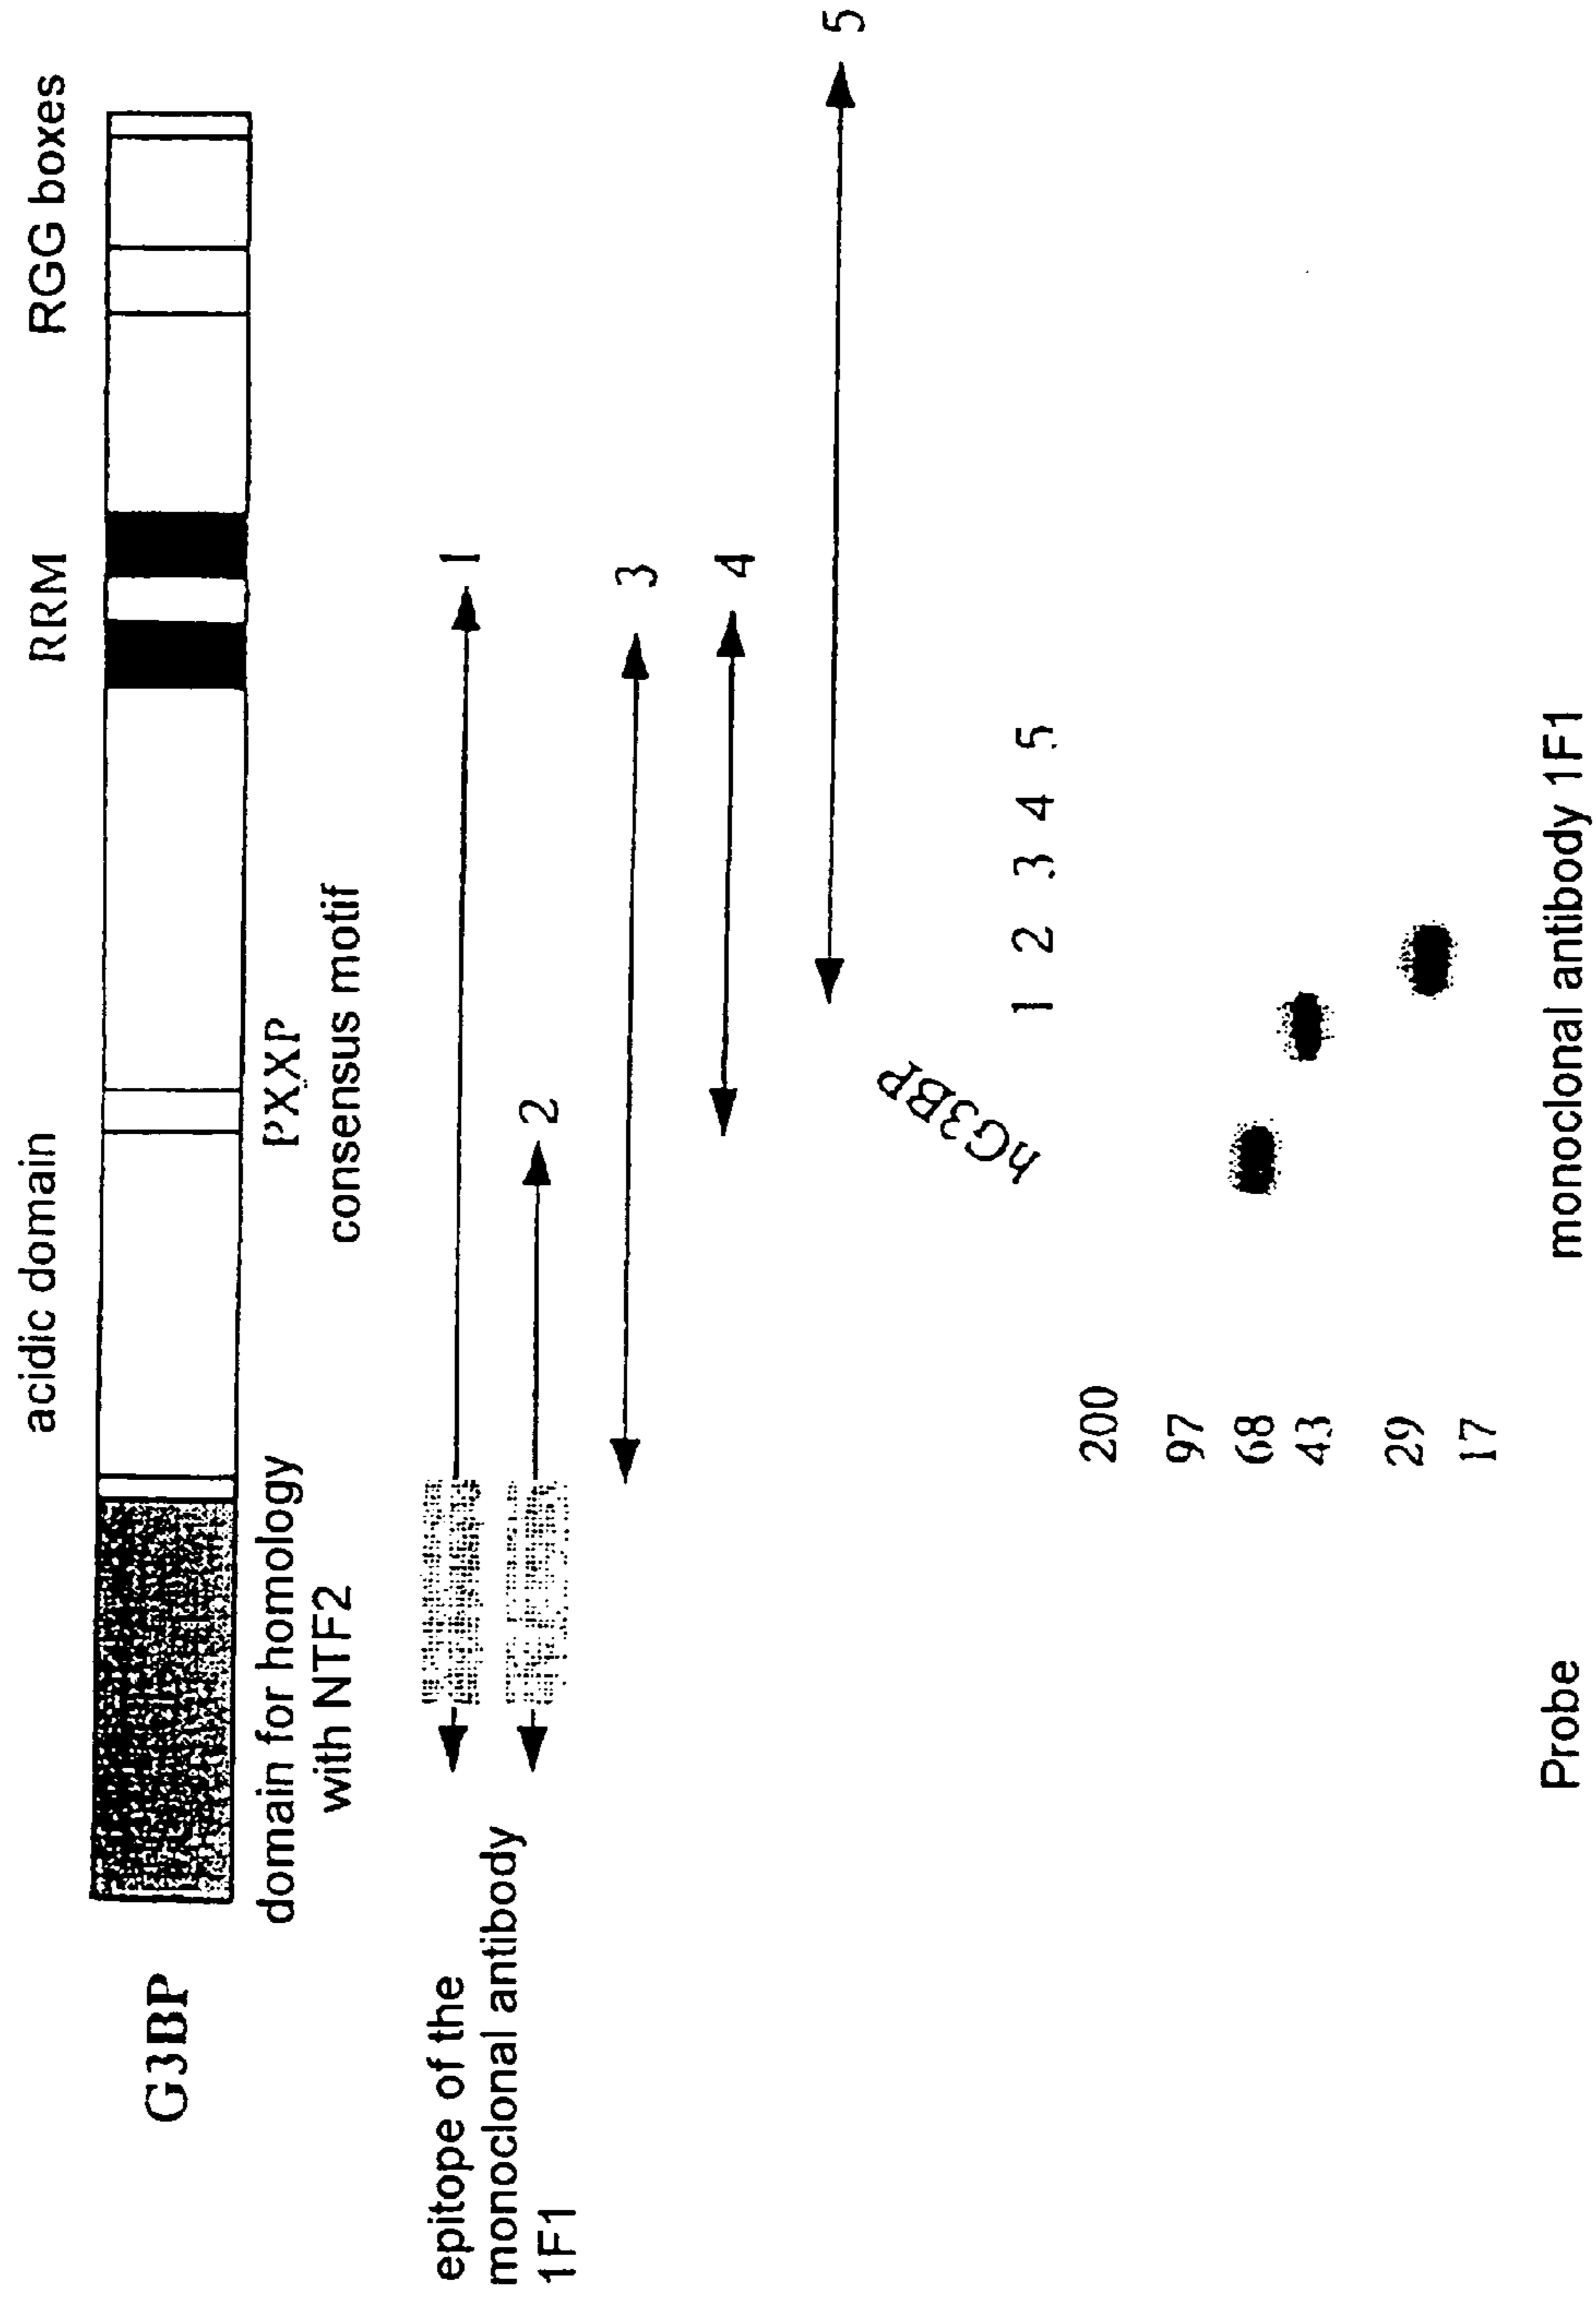 acidic domain
RRM
RGG boxes
G3BP
PXXP
consensus motif
domain for homology
with NTF2
epitope of the
monoclonal antibody
1F1
1
2
3
4
5
hG3BP
1 2 3 4 5
200
97
68
43
29
17
Probe
monoclonal antibody 1F1